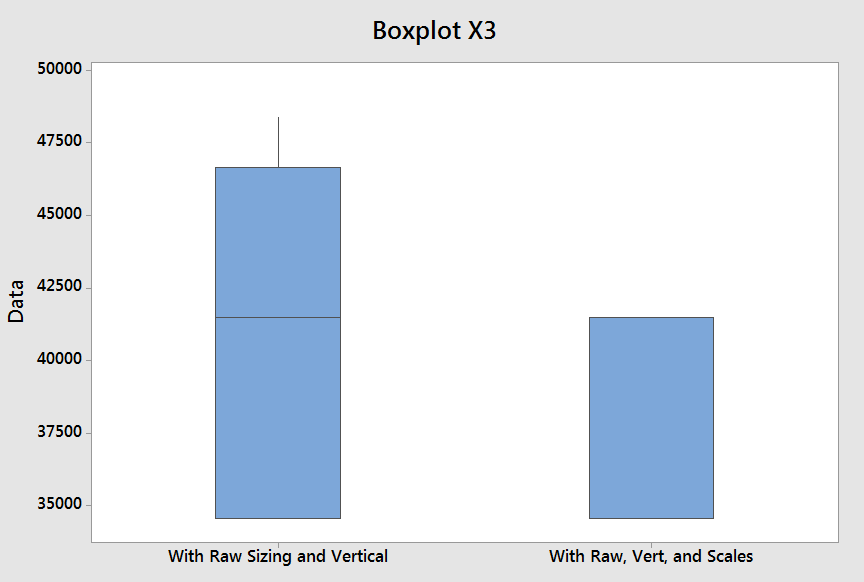 Boxplot X3
50000
47500
45000
42500
40000
37500
35000
Data
With Raw Sizing and Vertical
With Raw, Vert, and Scales